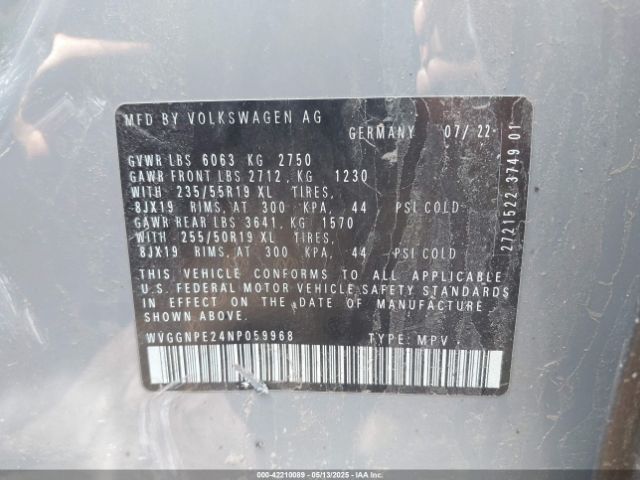 MFD BY VOLKSWAGEN AG
GERMANY 07/ 22
GVWR LBS 6063 KG 2750
GAWR FRONT LBS 2712, KG 1230
WITH 235/55R19 XL TIRES,
8JX19 RIMS, AT 300 KPA, 44 PSI COLD
GAWR REAR LBS 3641, KG 1570
WITH 255/50R19 XL TIRES,
8JX19 RIMS, AT 300 KPA, 44 PSI COLD
THIS VEHICLE CONFORMS TO ALL APPLICABLE
U.S. FEDERAL MOTOR VEHICLE SAFETY STANDARDS
IN EFFECT ON THE DATE OF MANUFACTURE
SHOWN ABOVE.
WVGGNPE24NP059968 TYPE: MPV
2721522 3749 01
000-42210089 - 05/13/2025 - COPYRIGHT © IAA, LLC.